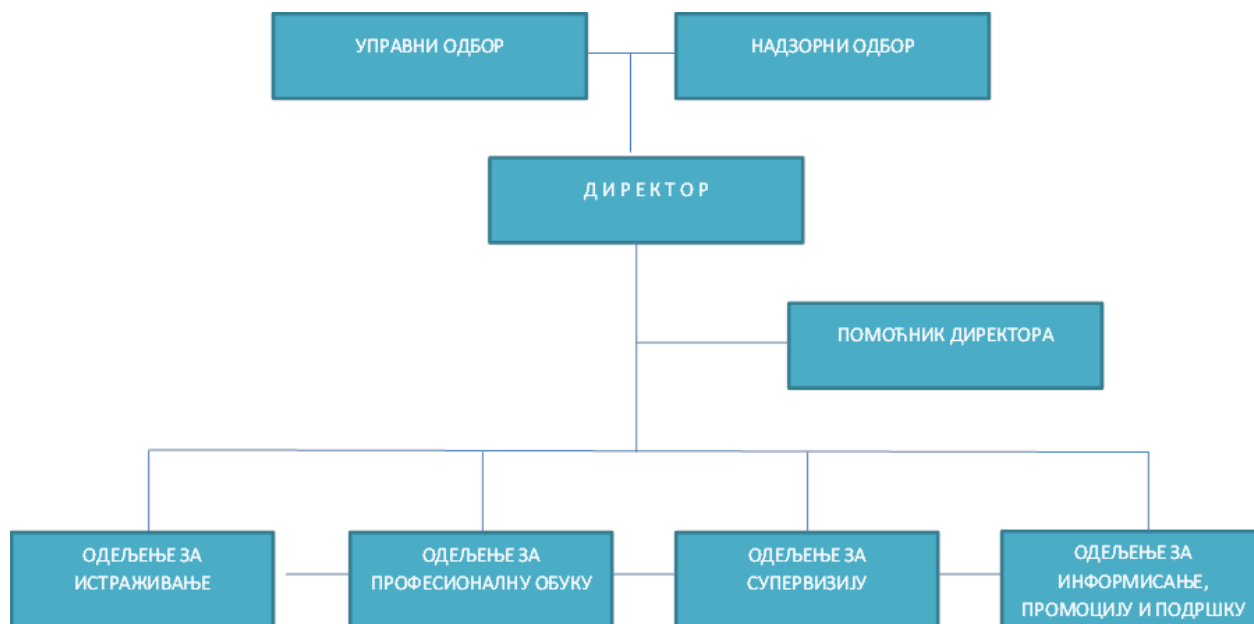 УПРАВНИ ОДБОР
НАДЗОРНИ ОДБОР
Д И Р Е К Т О Р
ПОМОЋНИК ДИРЕКТОРА
ОДЕЉЕЊЕ ЗА
ИСТРАЖИВАЊЕ
ОДЕЉЕЊЕ ЗА
ПРОФЕСИОНАЛНУ ОБУКУ
ОДЕЉЕЊЕ ЗА
СУПЕРВИЗИЈУ
ОДЕЉЕЊЕ ЗА
ИНФОРМИСАЊЕ,
ПРОМОЦИЈУ И ПОДРШКУ